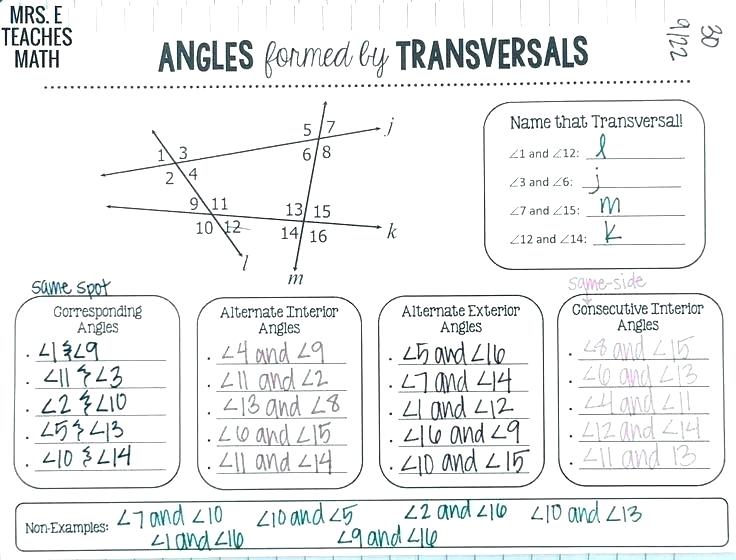 MRS. E
TEACHES
MATH
30
9/22
ANGLES formed by TRANSVERSALS
5 7
6 8
j
1 3
2 4
9 11
10 12
13 15
14 16
k
l
m
Name that Transversal!
∠1 and ∠12: l
∠3 and ∠6: j
∠7 and ∠15: m
∠12 and ∠14: k
same spot
Corresponding
Angles
∠1 & ∠9
∠11 & ∠3
∠2 & ∠10
∠5 & ∠13
∠10 & ∠14
Alternate Interior
Angles
∠4 and ∠9
∠11 and ∠2
∠13 and ∠8
∠6 and ∠15
∠11 and ∠14
Alternate Exterior
Angles
∠5 and ∠16
∠7 and ∠14
∠1 and ∠12
∠16 and ∠9
∠10 and ∠15
same-side
Consecutive Interior
Angles
∠8 and ∠15
∠6 and ∠13
∠4 and ∠11
∠12 and ∠14
∠11 and 13
Non-Examples: ∠7 and ∠10 ∠10 and ∠5 ∠2 and ∠16 ∠10 and ∠13
∠1 and ∠16 ∠9 and ∠16